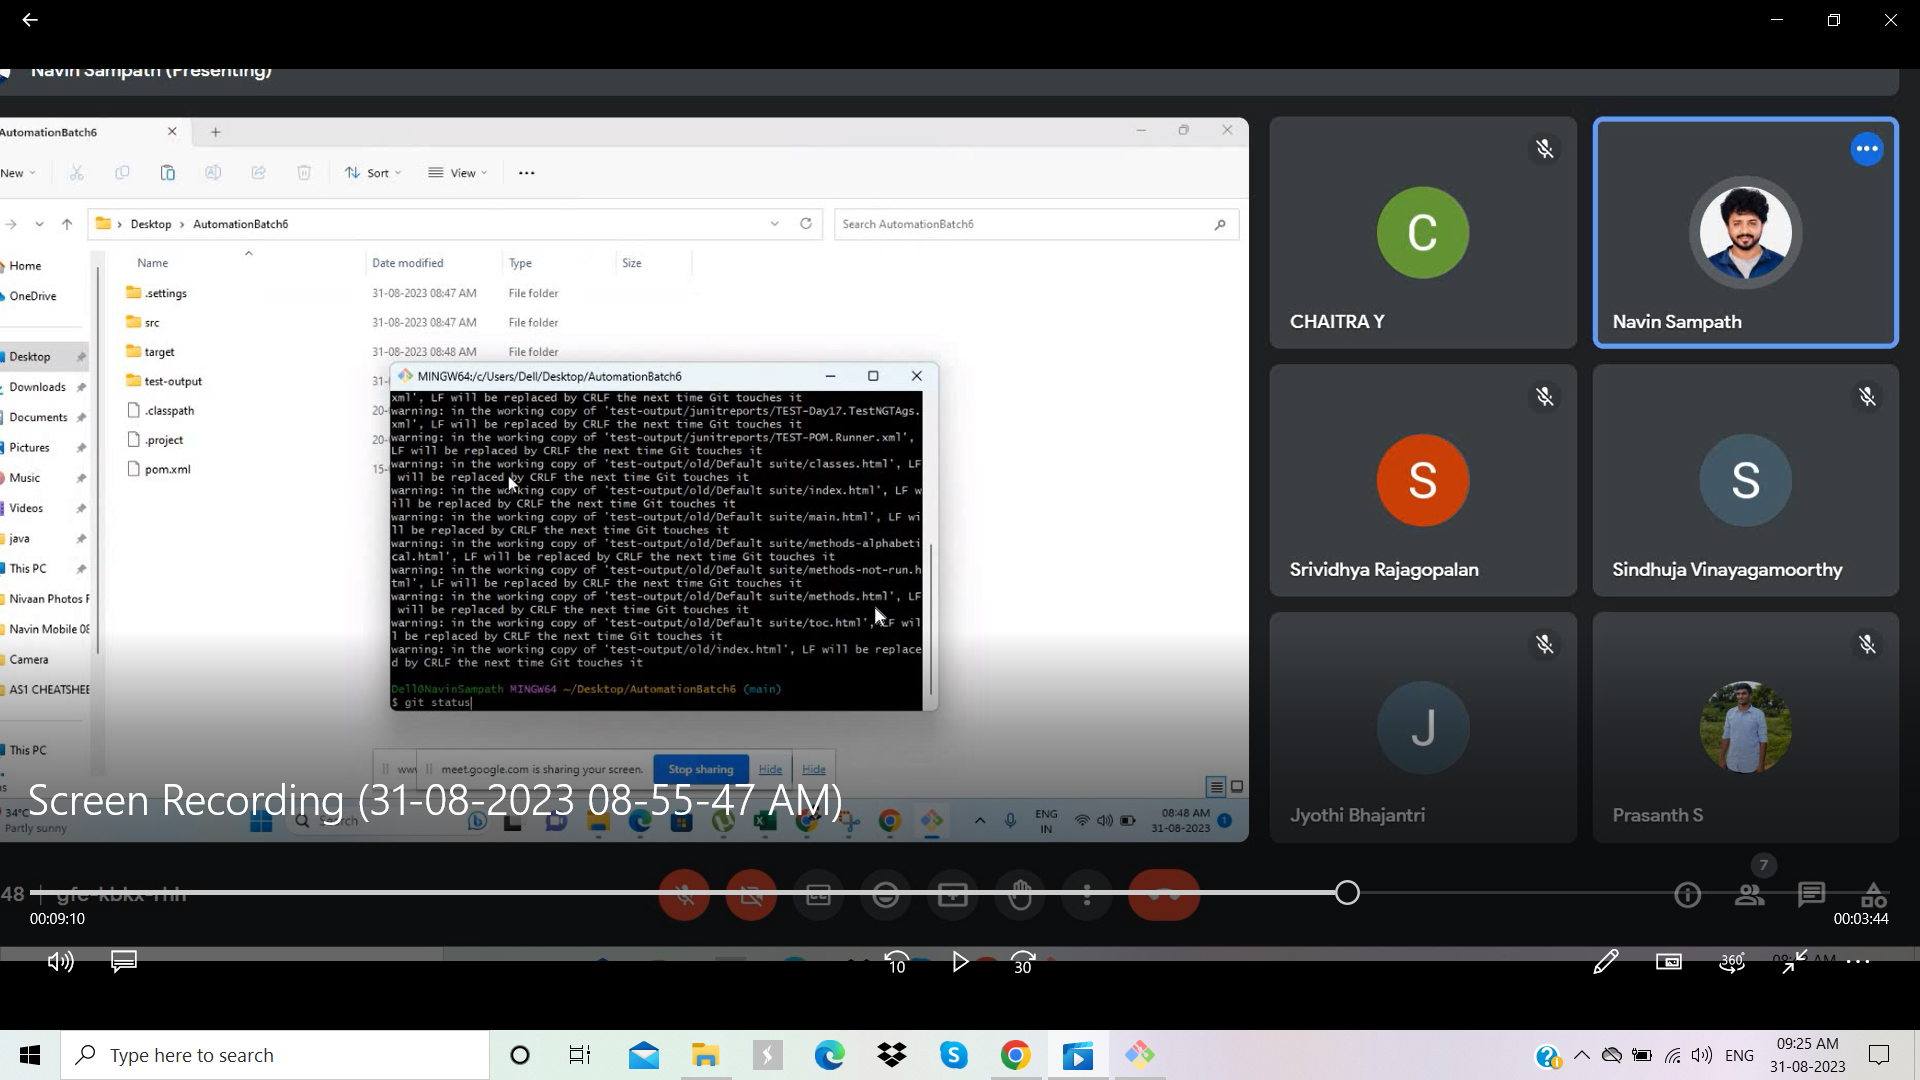 Navin Sampath (Presenting)
AutomationBatch6
New
Sort
View
Desktop
AutomationBatch6
Search AutomationBatch6
Name
Date modified
Type
Size
Home
OneDrive
Desktop
Downloads
Documents
Pictures
Music
Videos
java
This PC
Nivaan Photos F
Navin Mobile 08
Camera
AS1 CHEATSHEE
This PC
.settings
31-08-2023 08:47 AM
File folder
src
31-08-2023 08:47 AM
File folder
target
31-08-2023 08:48 AM
File folder
test-output
31-
.classpath
20-
.project
20-
pom.xml
15-
MINGW64:/c/Users/Dell/Desktop/AutomationBatch6
xml', LF will be replaced by CRLF the next time Git touches it
warning: in the working copy of 'test-output/junitreports/TEST-Day17.TestNGTAgs.
xml', LF will be replaced by CRLF the next time Git touches it
warning: in the working copy of 'test-output/junitreports/TEST-POM.Runner.xml',
LF will be replaced by CRLF the next time Git touches it
warning: in the working copy of 'test-output/old/Default suite/classes.html', LF
will be replaced by CRLF the next time Git touches it
warning: in the working copy of 'test-output/old/Default suite/index.html', LF w
ill be replaced by CRLF the next time Git touches it
warning: in the working copy of 'test-output/old/Default suite/main.html', LF wi
ll be replaced by CRLF the next time Git touches it
warning: in the working copy of 'test-output/old/Default suite/methods-alphabeti
cal.html', LF will be replaced by CRLF the next time Git touches it
warning: in the working copy of 'test-output/old/Default suite/methods-not-run.h
tml', LF will be replaced by CRLF the next time Git touches it
warning: in the working copy of 'test-output/old/Default suite/methods.html', LF
will be replaced by CRLF the next time Git touches it
warning: in the working copy of 'test-output/old/Default suite/toc.html', LF wil
l be replaced by CRLF the next time Git touches it
warning: in the working copy of 'test-output/old/index.html', LF will be replace
d by CRLF the next time Git touches it
Dell@NavinSampath MINGW64 ~/Desktop/AutomationBatch6 (main)
$ git status
www
meet.google.com is sharing your screen.
Stop sharing
Hide
Hide
Screen Recording (31-08-2023 08-55-47 AM)
34°C
Partly sunny
Search
ENG
IN
08:48 AM
31-08-2023
1
C
CHAITRA Y
Navin Sampath
S
Srividhya Rajagopalan
S
Sindhuja Vinayagamoorthy
J
Jyothi Bhajantri
Prasanth S
48
gfe-kbkx-rhh
7
00:09:10
00:03:44
10
30
360°
Type here to search
ENG
09:25 AM
31-08-2023